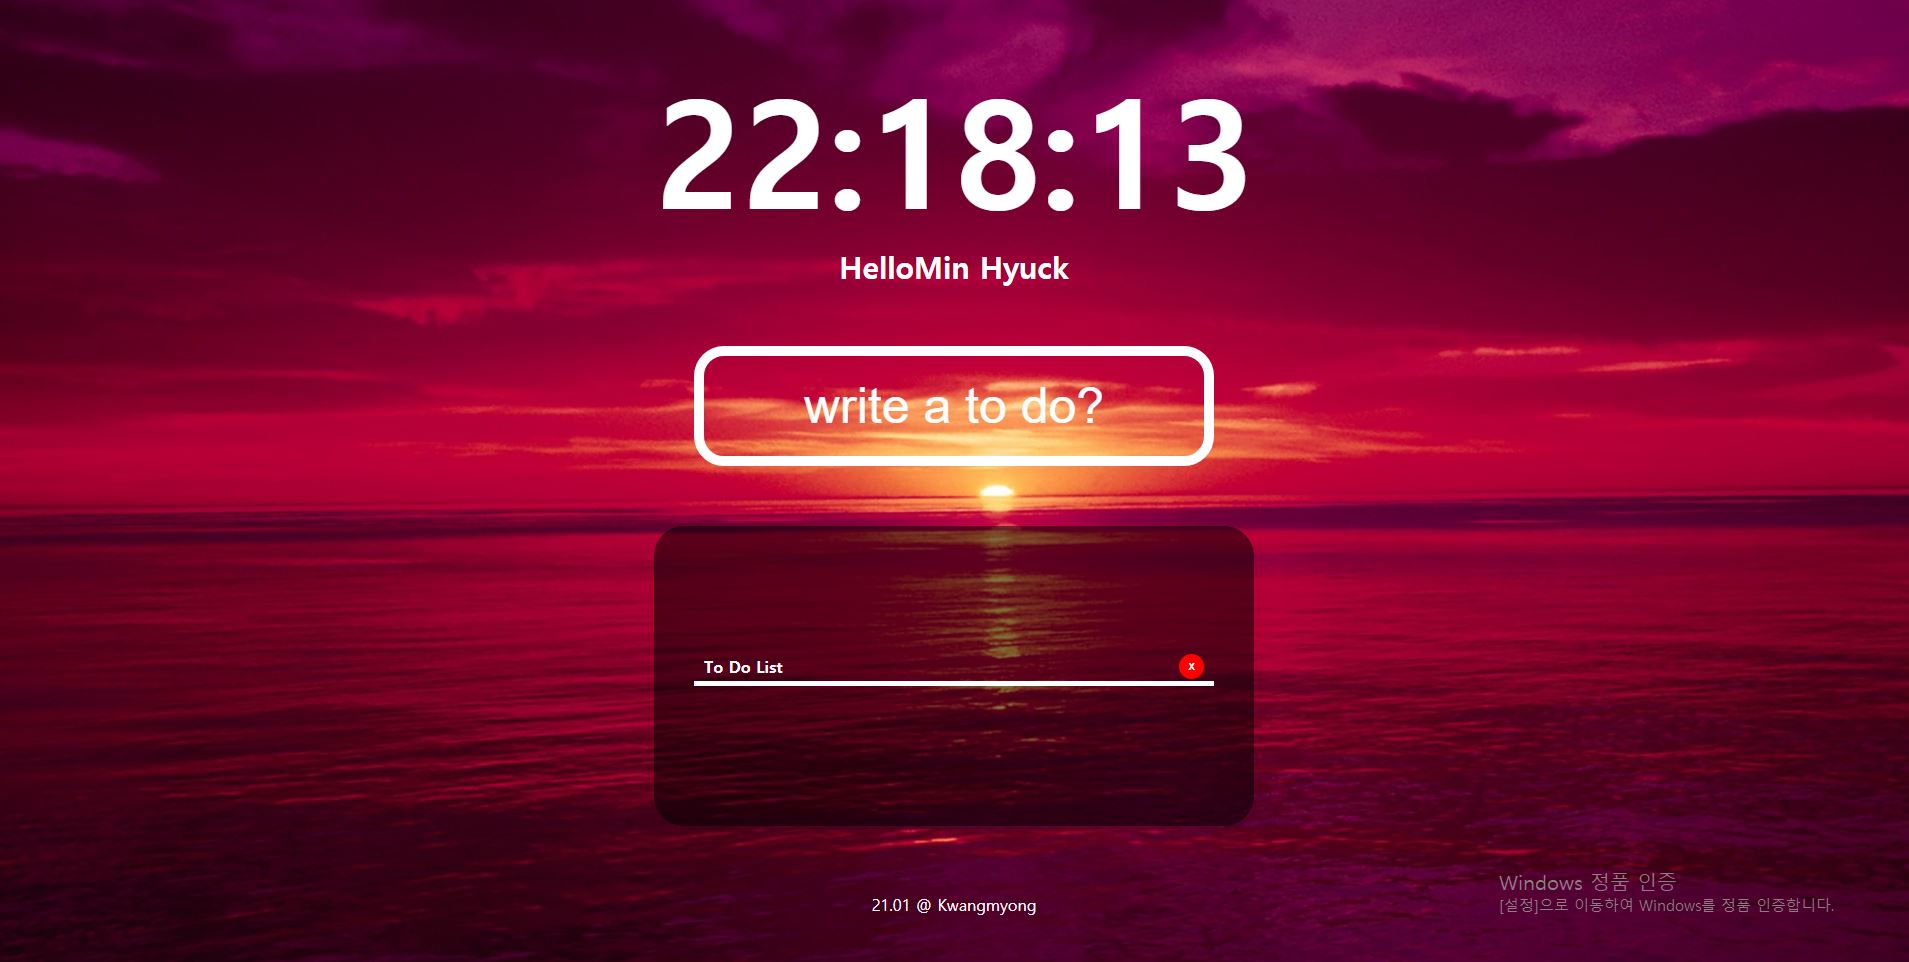 22:18:13
HelloMin Hyuck
write a to do?
To Do List
x
21.01 @ Kwangmyong
Windows 정품 인증
[설정]으로 이동하여 Windows를 정품 인증합니다.